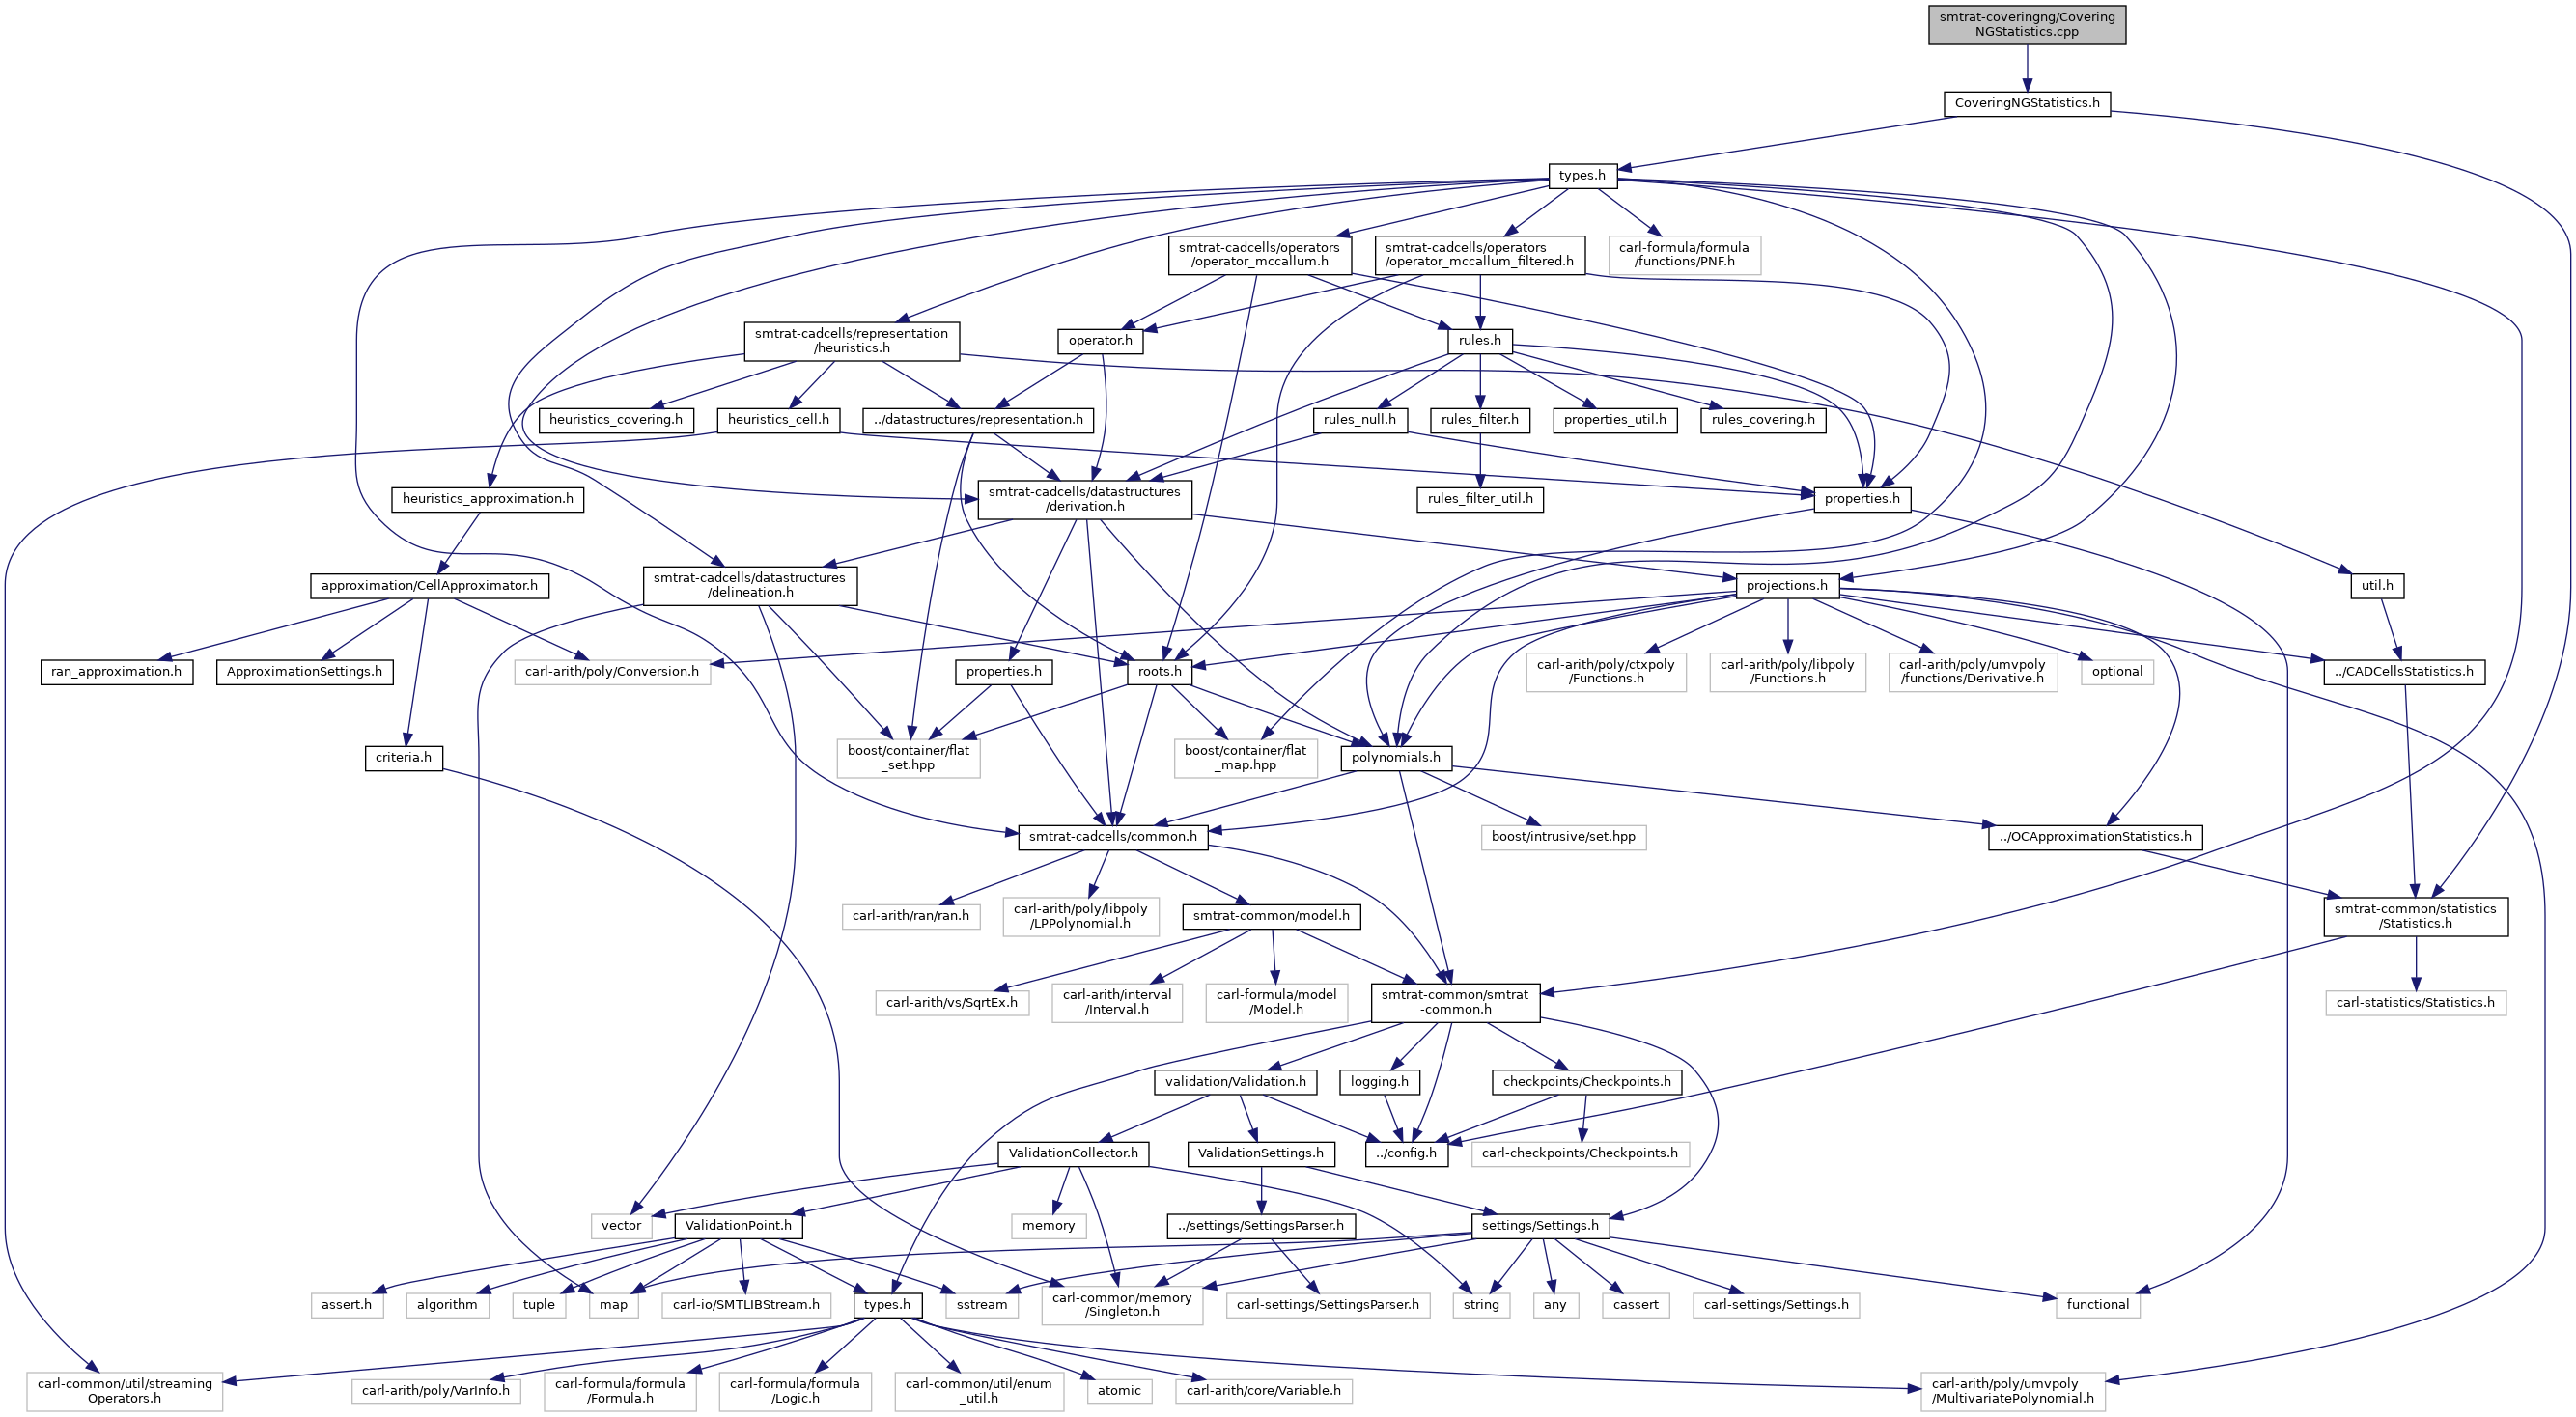 smtrat-coveringng/Covering
NGStatistics.cpp
CoveringNGStatistics.h
types.h
smtrat-cadcells/operators
/operator_mccallum.h
smtrat-cadcells/operators
/operator_mccallum_filtered.h
carl-formula/formula
/functions/PNF.h
smtrat-cadcells/representation
/heuristics.h
operator.h
rules.h
heuristics_covering.h
heuristics_cell.h
../datastructures/representation.h
rules_null.h
rules_filter.h
properties_util.h
rules_covering.h
heuristics_approximation.h
smtrat-cadcells/datastructures
/derivation.h
rules_filter_util.h
properties.h
approximation/CellApproximator.h
smtrat-cadcells/datastructures
/delineation.h
projections.h
util.h
ran_approximation.h
ApproximationSettings.h
carl-arith/poly/Conversion.h
properties.h
roots.h
carl-arith/poly/ctxpoly
/Functions.h
carl-arith/poly/libpoly
/Functions.h
carl-arith/poly/umvpoly
/functions/Derivative.h
optional
../CADCellsStatistics.h
criteria.h
boost/container/flat
_set.hpp
boost/container/flat
_map.hpp
polynomials.h
smtrat-cadcells/common.h
boost/intrusive/set.hpp
../OCApproximationStatistics.h
carl-arith/ran/ran.h
carl-arith/poly/libpoly
/LPPolynomial.h
smtrat-common/model.h
smtrat-common/statistics
/Statistics.h
carl-arith/vs/SqrtEx.h
carl-arith/interval
/Interval.h
carl-formula/model
/Model.h
smtrat-common/smtrat
-common.h
carl-statistics/Statistics.h
validation/Validation.h
logging.h
checkpoints/Checkpoints.h
ValidationCollector.h
ValidationSettings.h
../config.h
carl-checkpoints/Checkpoints.h
vector
ValidationPoint.h
memory
../settings/SettingsParser.h
settings/Settings.h
assert.h
algorithm
tuple
map
carl-io/SMTLIBStream.h
types.h
sstream
carl-common/memory
/Singleton.h
carl-settings/SettingsParser.h
string
any
cassert
carl-settings/Settings.h
functional
carl-common/util/streaming
Operators.h
carl-arith/poly/VarInfo.h
carl-formula/formula
/Formula.h
carl-formula/formula
/Logic.h
carl-common/util/enum
_util.h
atomic
carl-arith/core/Variable.h
carl-arith/poly/umvpoly
/MultivariatePolynomial.h